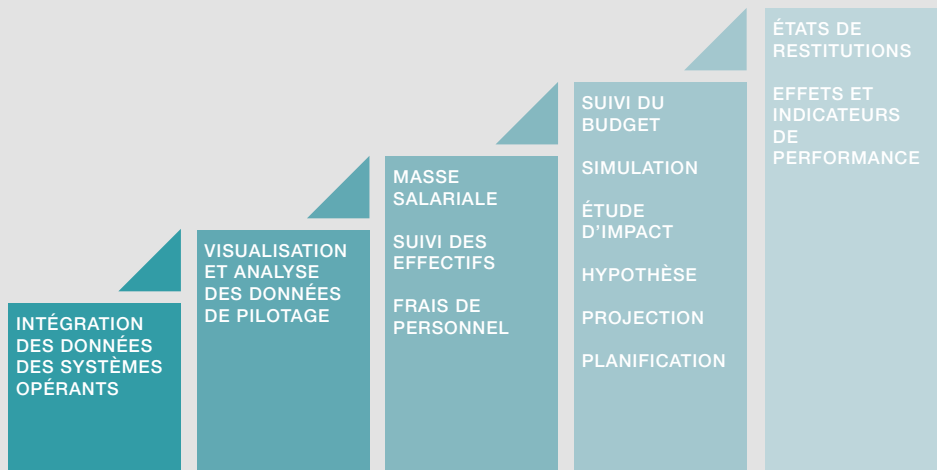 INTÉGRATION
DES DONNÉES
DES SYSTÈMES
OPÉRANTS
VISUALISATION
ET ANALYSE
DES DONNÉES
DE PILOTAGE
MASSE
SALARIALE
SUIVI DES
EFFECTIFS
FRAIS DE
PERSONNEL
SUIVI DU
BUDGET
SIMULATION
ÉTUDE
D'IMPACT
HYPOTHÈSE
PROJECTION
PLANIFICATION
ÉTATS DE
RESTITUTIONS
EFFETS ET
INDICATEURS
DE
PERFORMANCE